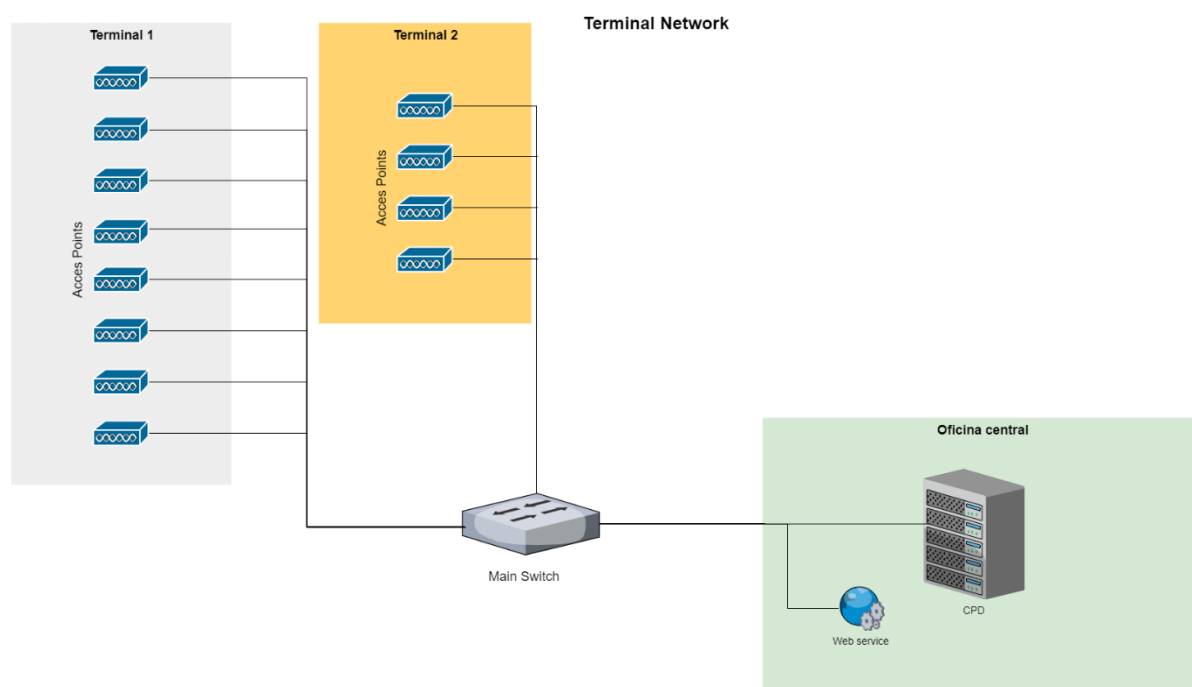 Terminal Network
Terminal 1
Terminal 2
Acces Points
Acces Points
Main Switch
Oficina central
CPD
Web service